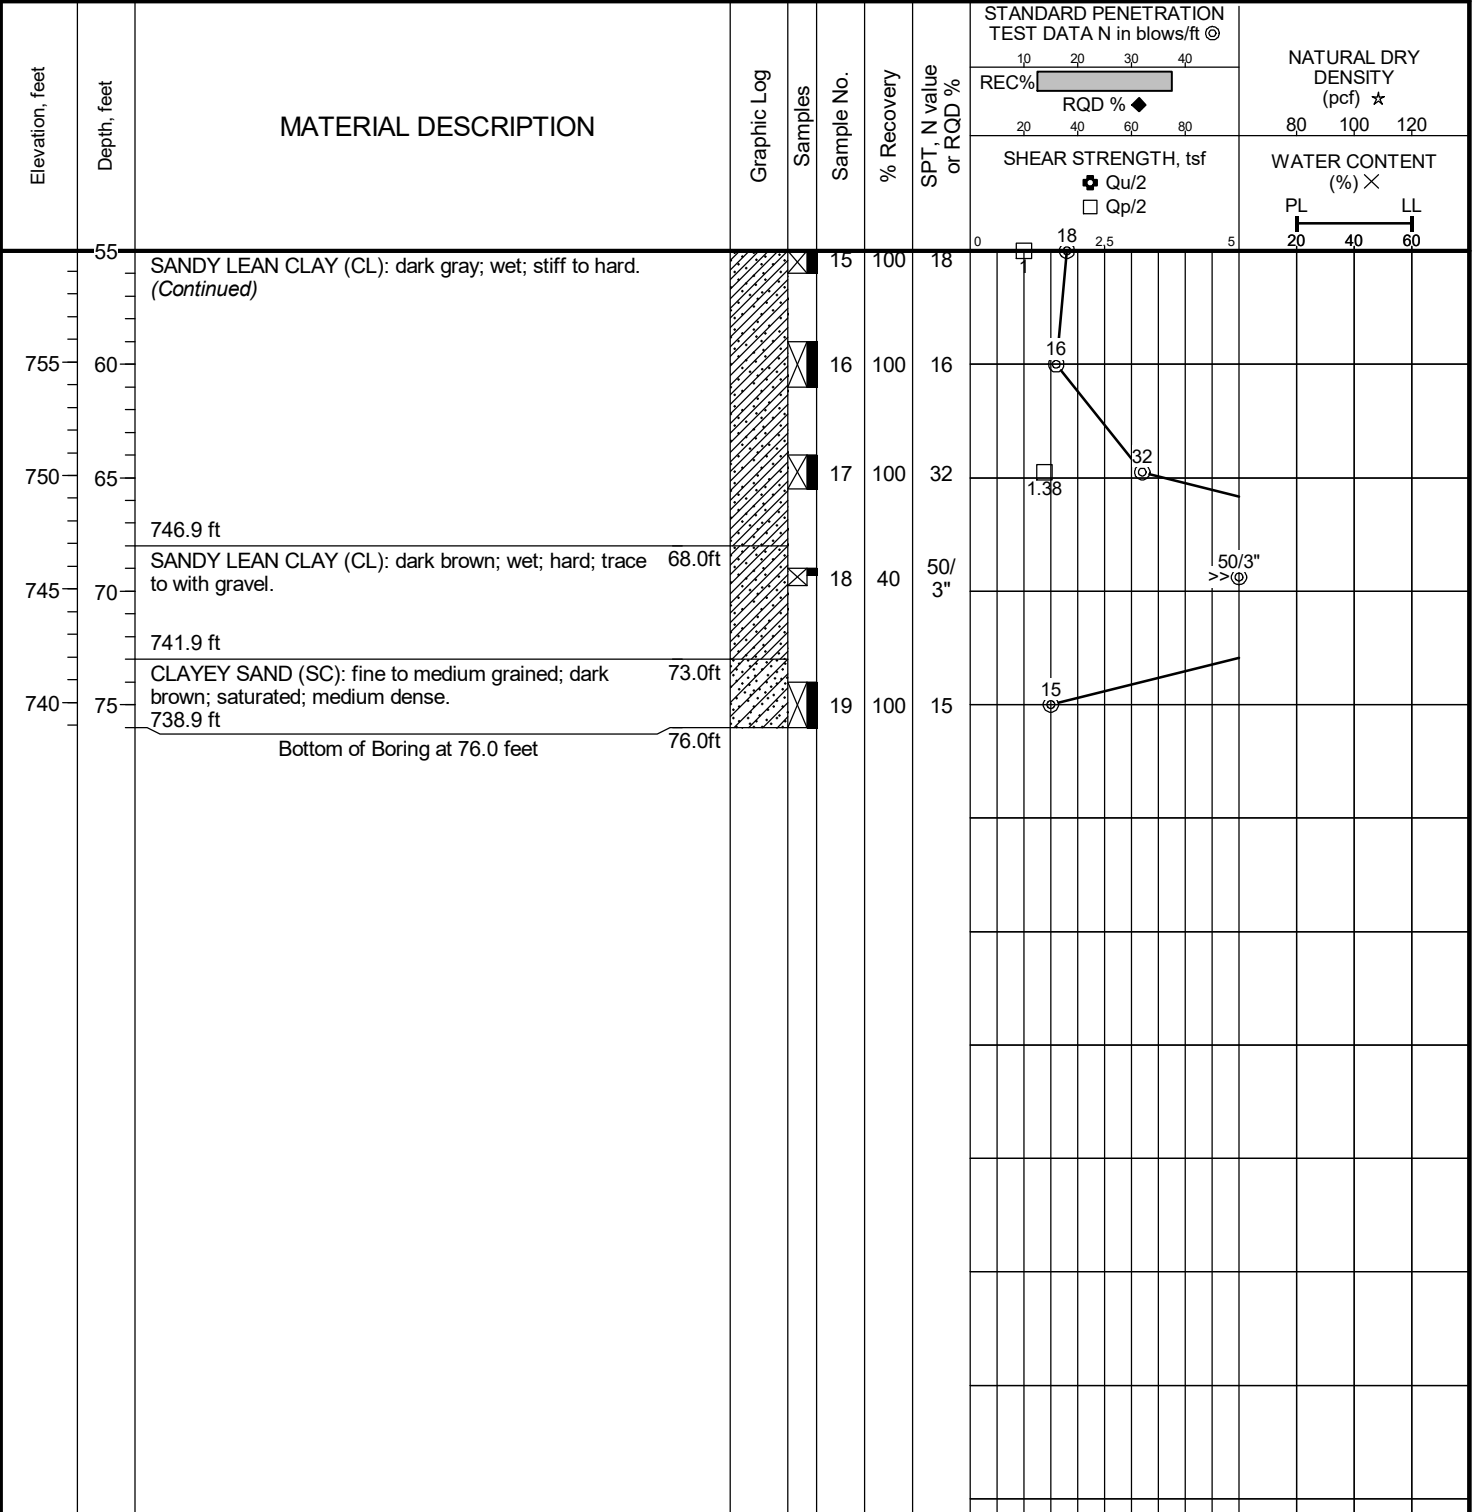 Elevation, feet
Depth, feet
MATERIAL DESCRIPTION
Graphic Log
Samples
Sample No.
% Recovery
SPT, N value
or RQD %
STANDARD PENETRATION
TEST DATA N in blows/ft
10 20 30 40
REC%
RQD %
20 40 60 80
SHEAR STRENGTH, tsf
Qu/2
Qp/2
0 2.5 5
NATURAL DRY
DENSITY
(pcf) ☆
80 100 120
WATER CONTENT
(%) ×
PL LL
20 40 60
55
SANDY LEAN CLAY (CL): dark gray; wet; stiff to hard.
(Continued)
15 100 18
1
18
755 60
16 100 16
16
750 65
17 100 32
1.38
32
746.9 ft
68.0ft
SANDY LEAN CLAY (CL): dark brown; wet; hard; trace
to with gravel.
745 70
18 40 50/
3"
>> 50/3"
741.9 ft
73.0ft
CLAYEY SAND (SC): fine to medium grained; dark
brown; saturated; medium dense.
740 75
19 100 15
15
738.9 ft
76.0ft
Bottom of Boring at 76.0 feet